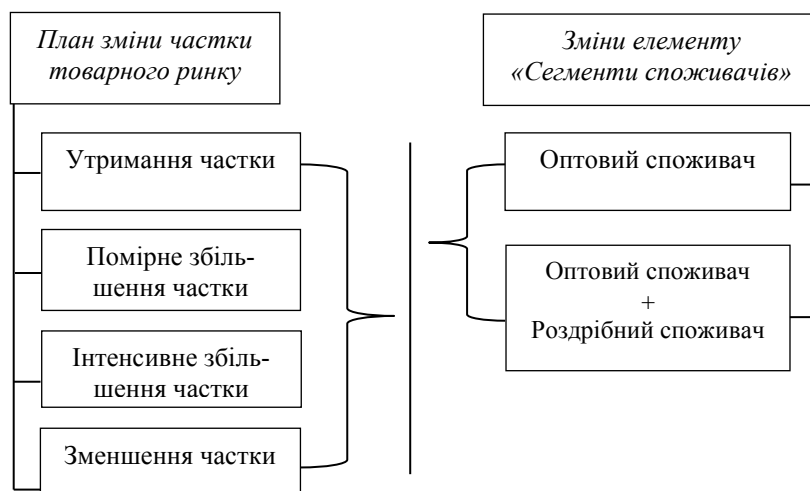 План зміни частки
товарного ринку
Утримання частки
Помірне збіль-
шення частки
Інтенсивне збіль-
шення частки
Зменшення частки
Зміни елементу
«Сегменти споживачів»
Оптовий споживач
Оптовий споживач
+
Роздрібний споживач